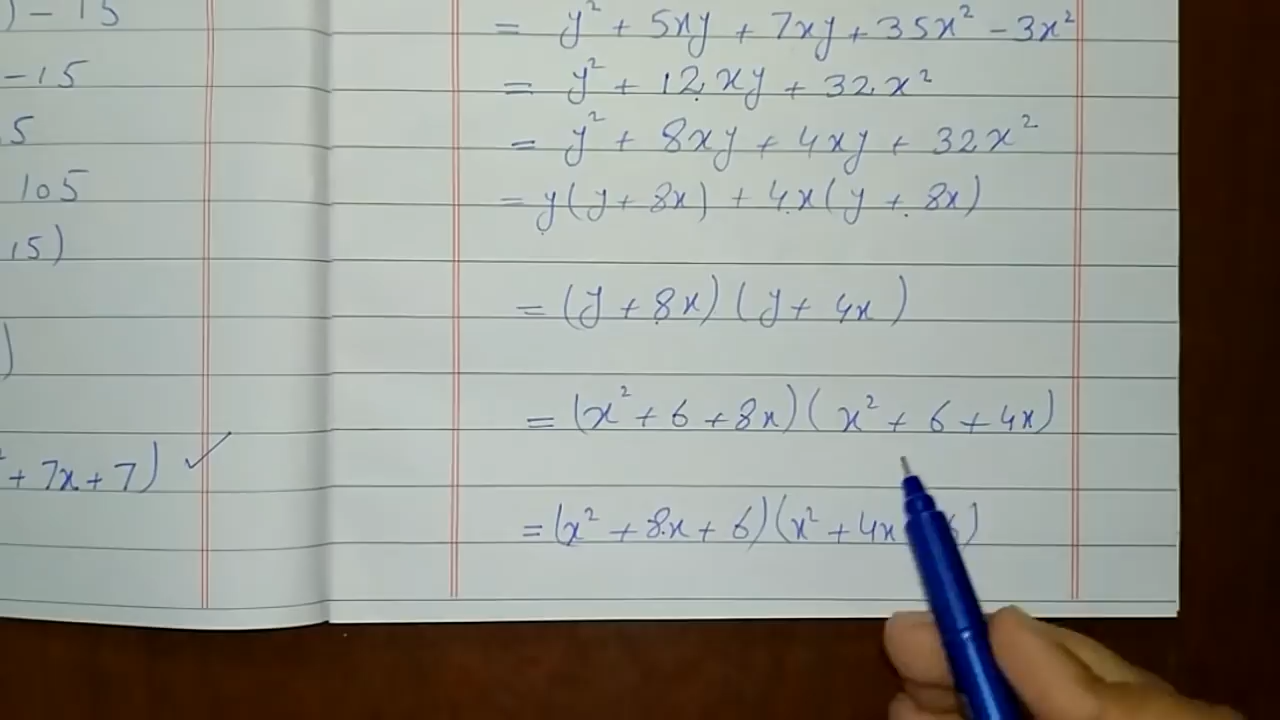 ) - 15
- 15
5
105
15)
)
+ 7x + 7)
= y² + 5xy + 7xy + 35x² - 3x²
= y² + 12xy + 32x²
= y² + 8xy + 4xy + 32x²
= y(y + 8x) + 4x(y + 8x)
= (y + 8x)(y + 4x)
= (x² + 6 + 8x)(x² + 6 + 4x)
= (x² + 8x + 6)(x² + 4x 6)